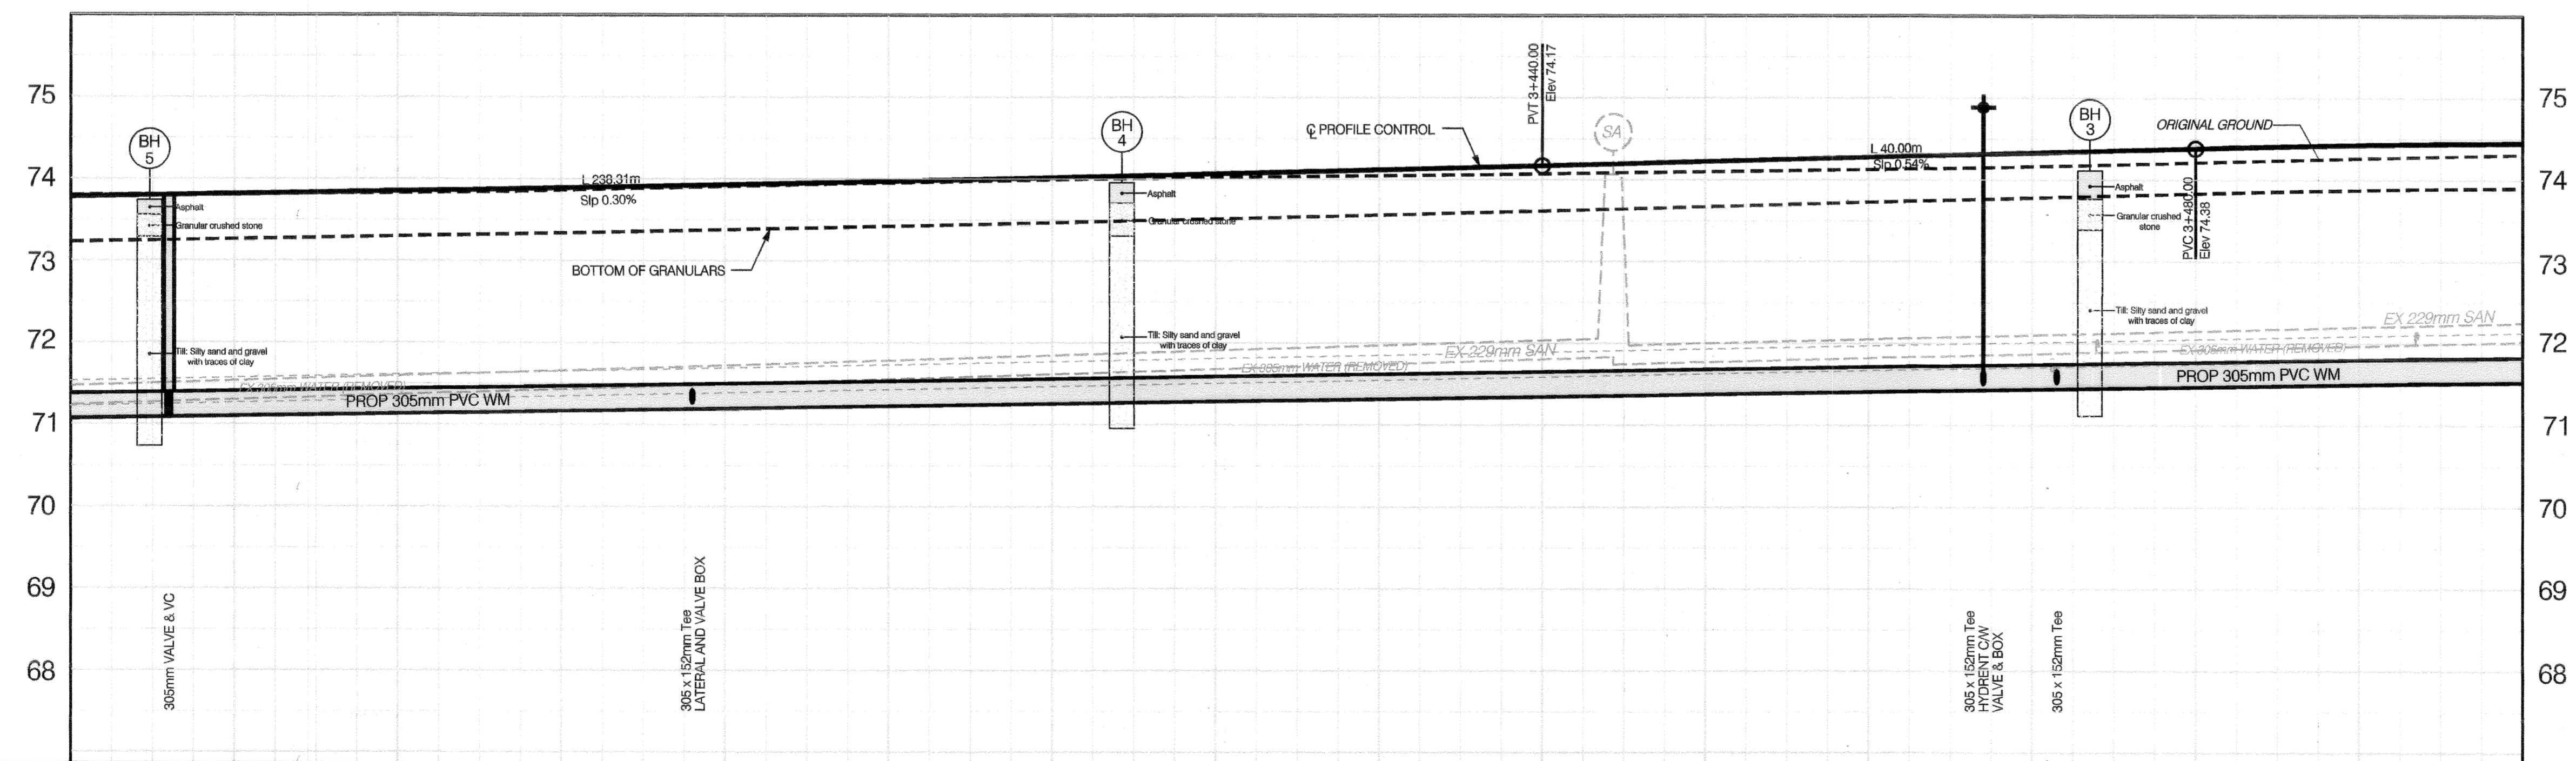 75
74
73
72
71
70
69
68
75
74
73
72
71
70
69
68
BH
5
Asphalt
Granular crushed stone
Till: Silty sand and gravel
with traces of clay
L 238.31m
Slp 0.30%
BOTTOM OF GRANULARS
EX 305mm WATER (REMOVED)
PROP 305mm PVC WM
305mm VALVE & VC
305 x 152mm Tee
LATERAL AND VALVE BOX
BH
4
Asphalt
Granular crushed stone
Till: Silty sand and gravel
with traces of clay
℄ PROFILE CONTROL
PVT 3+440.00
Elev 74.17
SA
EX 229mm SAN
EX 305mm WATER (REMOVED)
L 40.00m
Slp 0.54%
305 x 152mm Tee
HYDRENT C/W
VALVE & BOX
305 x 152mm Tee
BH
3
Asphalt
Granular crushed
stone
Till: Silty sand and gravel
with traces of clay
ORIGINAL GROUND
PVC 3+480.00
Elev 74.38
EX 229mm SAN
EX 305mm WATER (REMOVED)
PROP 305mm PVC WM